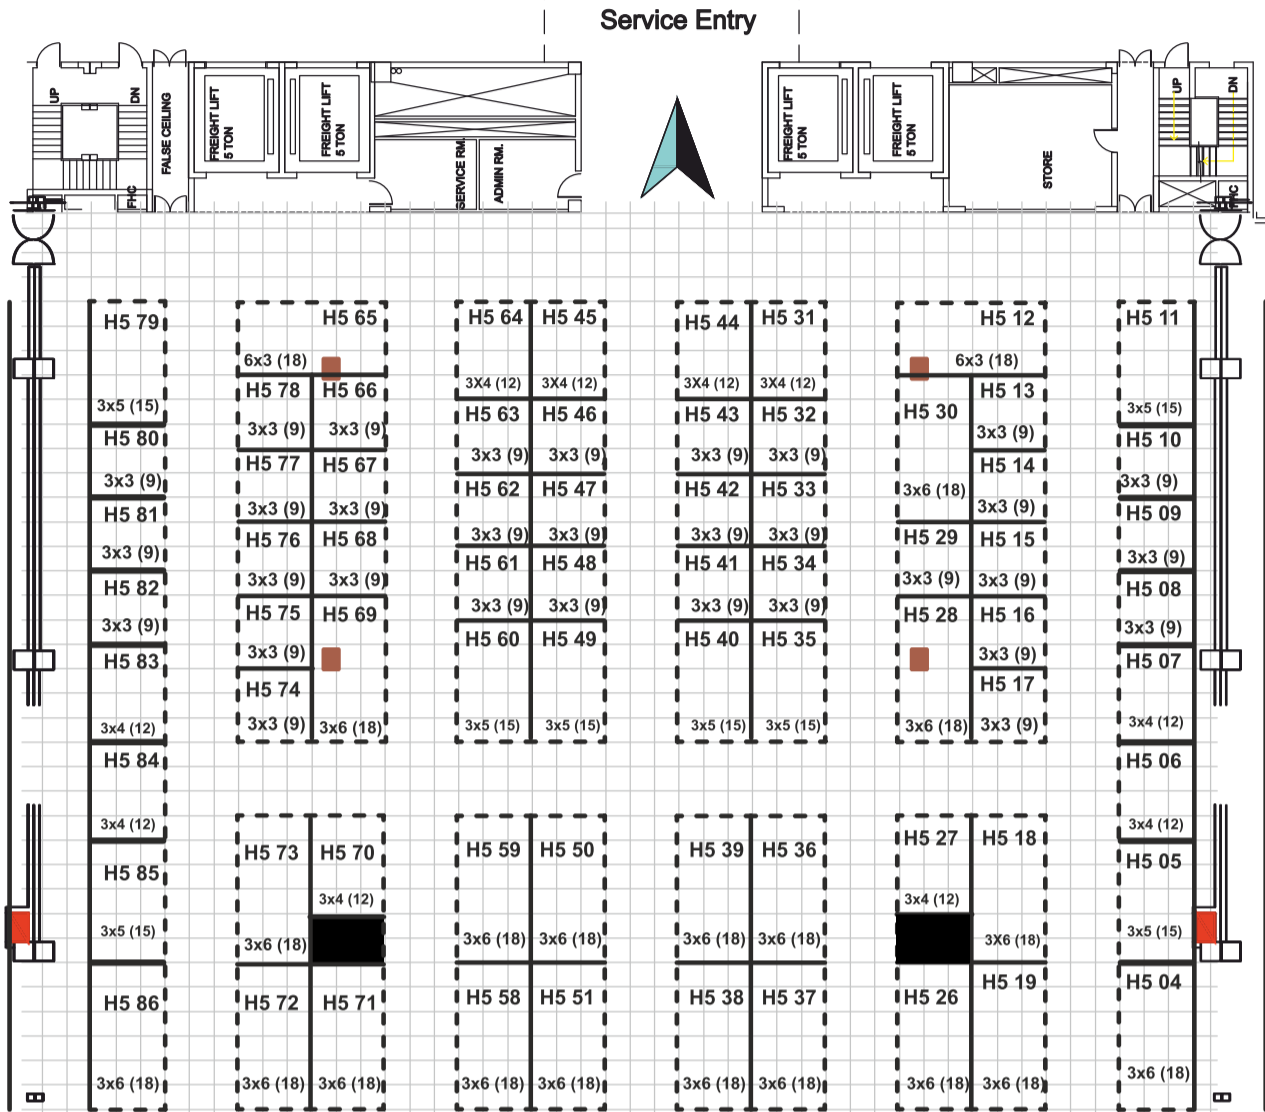 Service Entry
UP
DN
FALSE CEILING
FREIGHT LIFT
5 TON
FREIGHT LIFT
5 TON
SERVICE RM.
ADMIN RM.
FHC
FREIGHT LIFT
5 TON
FREIGHT LIFT
5 TON
STORE
UP
DN
FHC
H5 79
3x5 (15)
H5 80
3x3 (9)
H5 81
3x3 (9)
H5 82
3x3 (9)
H5 83
3x4 (12)
H5 84
3x4 (12)
H5 85
3x5 (15)
H5 86
3x6 (18)
H5 65
6x3 (18)
H5 78
3x3 (9)
H5 77
3x3 (9)
H5 76
3x3 (9)
H5 75
3x3 (9)
H5 74
3x3 (9)
H5 66
3x3 (9)
H5 67
3x3 (9)
H5 68
3x3 (9)
H5 69
3x6 (18)
H5 73
3x6 (18)
H5 70
3x4 (12)
H5 72
3x6 (18)
H5 71
3x6 (18)
H5 64
3X4 (12)
H5 63
3x3 (9)
H5 62
3x3 (9)
H5 61
3x3 (9)
H5 60
3x5 (15)
H5 45
3X4 (12)
H5 46
3x3 (9)
H5 47
3x3 (9)
H5 48
3x3 (9)
H5 49
3x5 (15)
H5 59
3x6 (18)
H5 50
3x6 (18)
H5 58
3x6 (18)
H5 51
3x6 (18)
H5 44
3X4 (12)
H5 43
3x3 (9)
H5 42
3x3 (9)
H5 41
3x3 (9)
H5 40
3x5 (15)
H5 31
3X4 (12)
H5 32
3x3 (9)
H5 33
3x3 (9)
H5 34
3x3 (9)
H5 35
3x5 (15)
H5 39
3x6 (18)
H5 36
3x6 (18)
H5 38
3x6 (18)
H5 37
3x6 (18)
H5 12
6x3 (18)
H5 30
3x6 (18)
H5 29
3x3 (9)
H5 28
3x6 (18)
H5 13
3x3 (9)
H5 14
3x3 (9)
H5 15
3x3 (9)
H5 16
3x3 (9)
H5 17
3x3 (9)
H5 27
3x4 (12)
H5 18
3X6 (18)
H5 26
3x6 (18)
H5 19
3x6 (18)
H5 11
3x5 (15)
H5 10
3x3 (9)
H5 09
3x3 (9)
H5 08
3x3 (9)
H5 07
3x4 (12)
H5 06
3x4 (12)
H5 05
3x5 (15)
H5 04
3x6 (18)